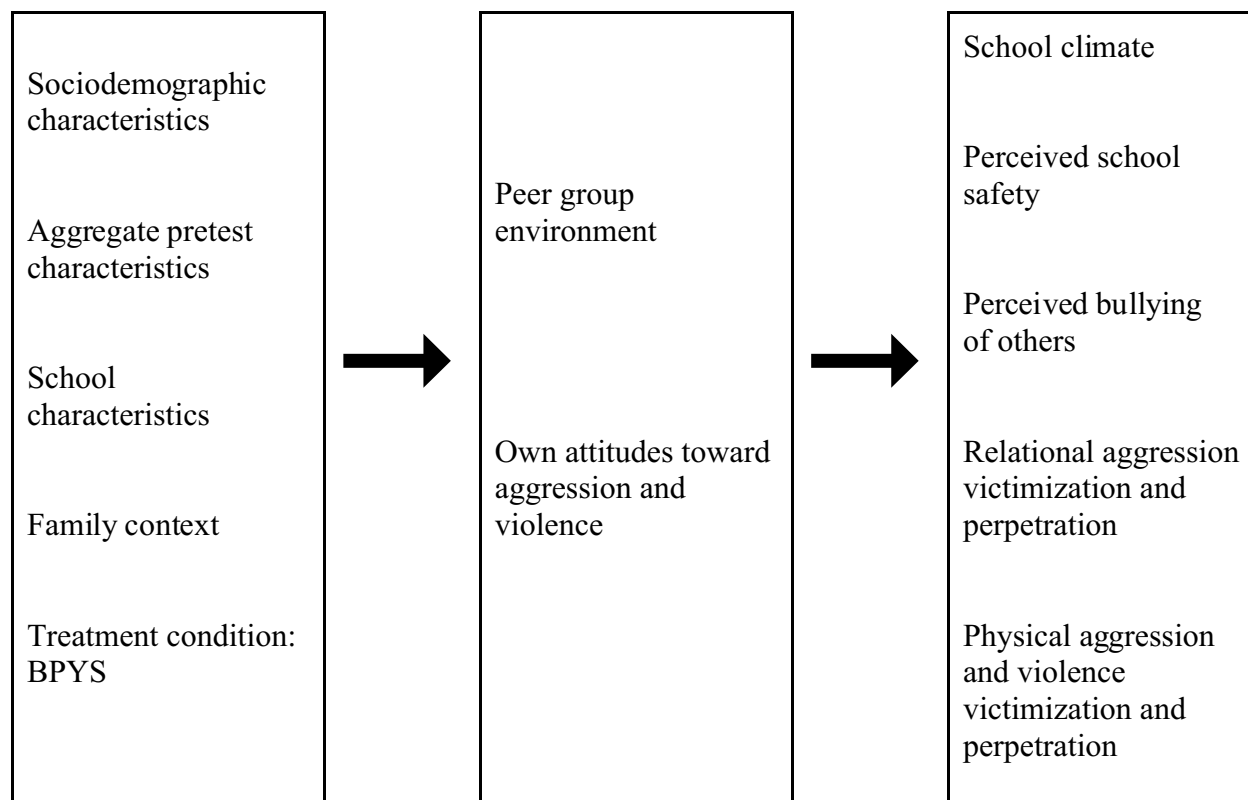 Sociodemographic
characteristics
Aggregate pretest
characteristics
School
characteristics
Family context
Treatment condition:
BPYS
Peer group
environment
Own attitudes toward
aggression and
violence
School climate
Perceived school
safety
Perceived bullying
of others
Relational aggression
victimization and
perpetration
Physical aggression
and violence
victimization and
perpetration